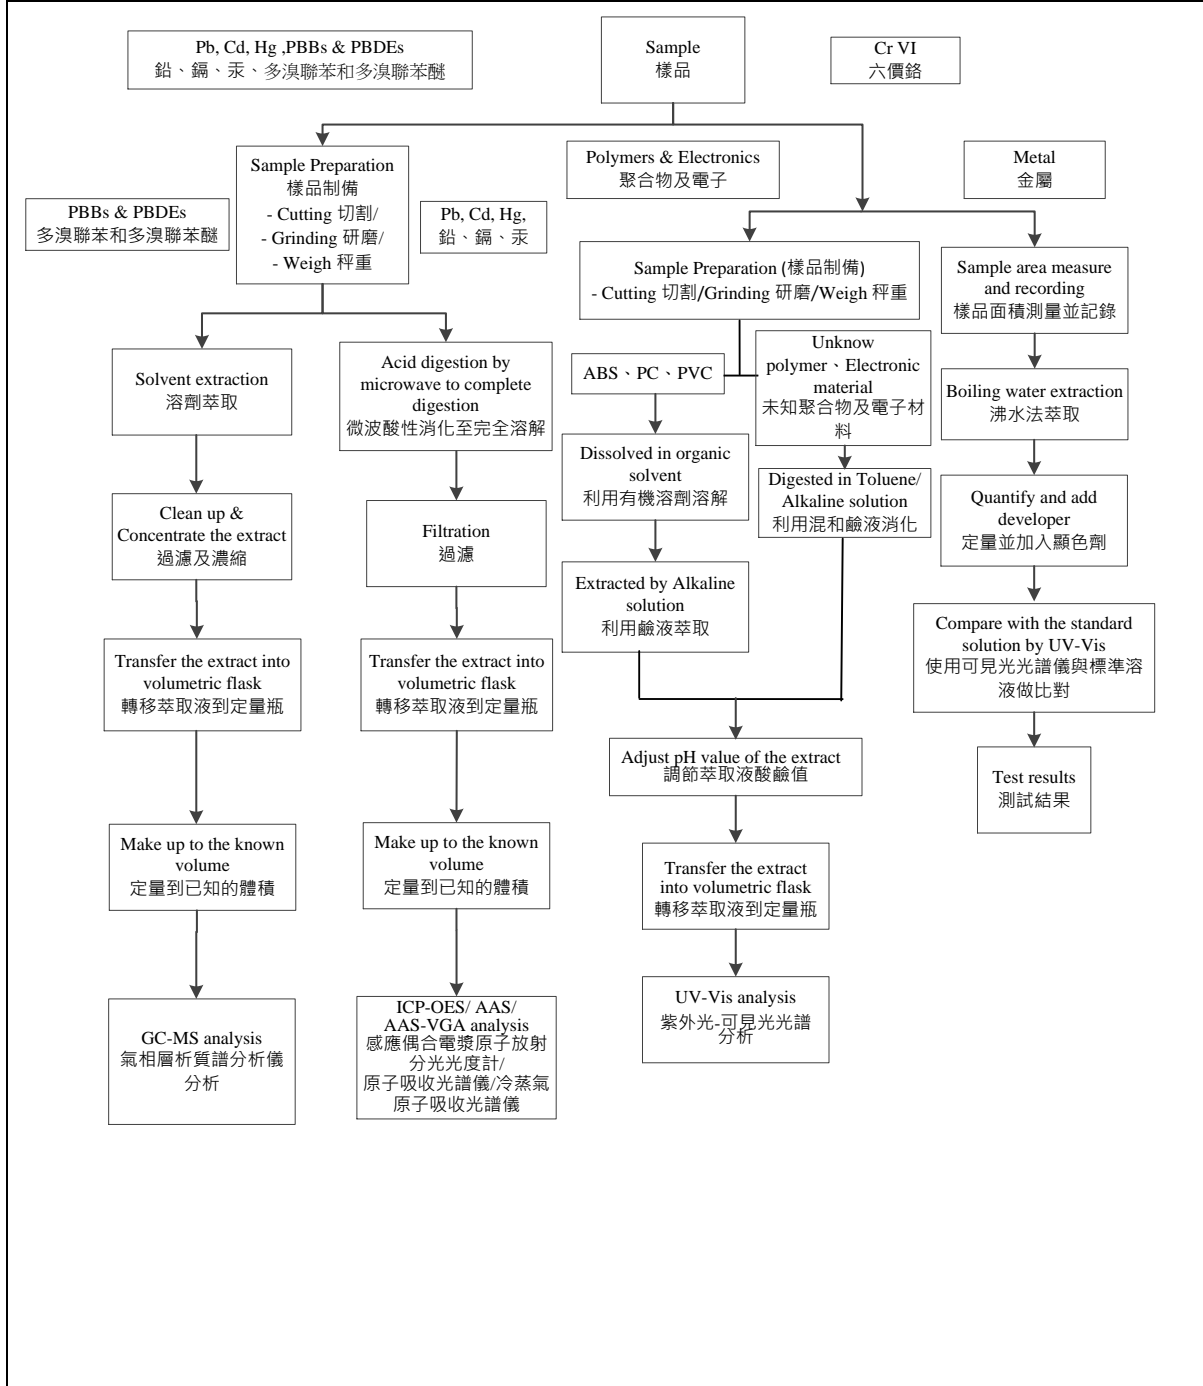 Pb, Cd, Hg ,PBBs & PBDEs
鉛、鎘、汞、多溴聯苯和多溴聯苯醚
Sample
樣品
Cr VI
六價鉻
Sample Preparation
樣品制備
- Cutting 切割/
- Grinding 研磨/
- Weigh 秤重
Polymers & Electronics
聚合物及電子
Metal
金屬
PBBs & PBDEs
多溴聯苯和多溴聯苯醚
Pb, Cd, Hg,
鉛、鎘、汞
Sample Preparation (樣品制備)
- Cutting 切割/Grinding 研磨/Weigh 秤重
Sample area measure
and recording
樣品面積測量並記錄
Solvent extraction
溶劑萃取
Acid digestion by
microwave to complete
digestion
微波酸性消化至完全溶解
ABS、PC、PVC
Unknow
polymer、Electronic
material
未知聚合物及電子材
料
Boiling water extraction
沸水法萃取
Dissolved in organic
solvent
利用有機溶劑溶解
Digested in Toluene/
Alkaline solution
利用混和鹼液消化
Quantify and add
developer
定量並加入顯色劑
Clean up &
Concentrate the extract
過濾及濃縮
Filtration
過濾
Extracted by Alkaline
solution
利用鹼液萃取
Compare with the standard
solution by UV-Vis
使用可見光光譜儀與標準溶
液做比對
Transfer the extract into
volumetric flask
轉移萃取液到定量瓶
Transfer the extract into
volumetric flask
轉移萃取液到定量瓶
Adjust pH value of the extract
調節萃取液酸鹼值
Test results
測試結果
Make up to the known
volume
定量到已知的體積
Make up to the known
volume
定量到已知的體積
Transfer the extract
into volumetric flask
轉移萃取液到定量瓶
GC-MS analysis
氣相層析質譜分析儀
分析
ICP-OES/ AAS/
AAS-VGA analysis
感應偶合電漿原子放射
分光光度計/
原子吸收光譜儀/冷蒸氣
原子吸收光譜儀
UV-Vis analysis
紫外光-可見光光譜
分析